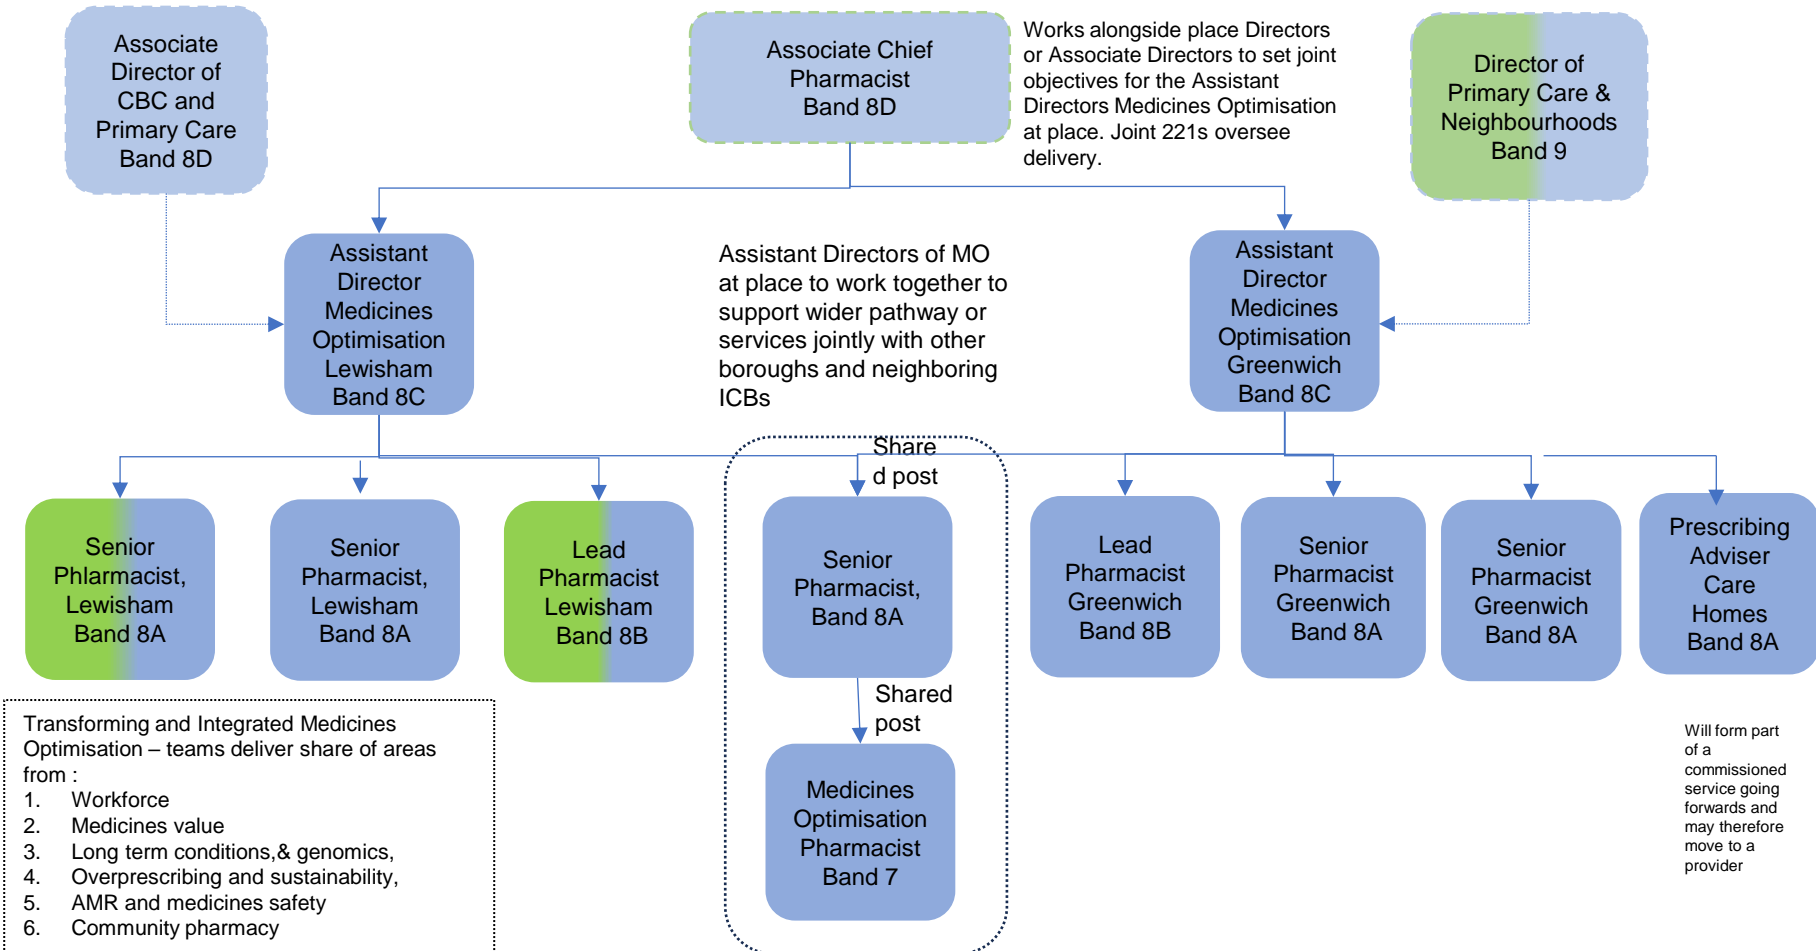 Associate
Director of
CBC and
Primary Care
Band 8D
Associate Chief
Pharmacist
Band 8D
Works alongside place Directors
or Associate Directors to set joint
objectives for the Assistant
Directors Medicines Optimisation
at place. Joint 221s oversee
delivery.
Director of
Primary Care &
Neighbourhoods
Band 9
Assistant
Director
Medicines
Optimisation
Lewisham
Band 8C
Assistant Directors of MO
at place to work together to
support wider pathway or
services jointly with other
boroughs and neighboring
ICBs
Assistant
Director
Medicines
Optimisation
Greenwich
Band 8C
Share
d post
Senior
Phlarmacist,
Lewisham
Band 8A
Senior
Pharmacist,
Lewisham
Band 8A
Lead
Pharmacist
Lewisham
Band 8B
Senior
Pharmacist,
Band 8A
Lead
Pharmacist
Greenwich
Band 8B
Senior
Pharmacist
Greenwich
Band 8A
Senior
Pharmacist
Greenwich
Band 8A
Prescribing
Adviser
Care
Homes
Band 8A
Shared
post
Medicines
Optimisation
Pharmacist
Band 7
Transforming and Integrated Medicines
Optimisation – teams deliver share of areas
from :
1. Workforce
2. Medicines value
3. Long term conditions,& genomics,
4. Overprescribing and sustainability,
5. AMR and medicines safety
6. Community pharmacy
Will form part
of a
commissioned
service going
forwards and
may therefore
move to a
provider